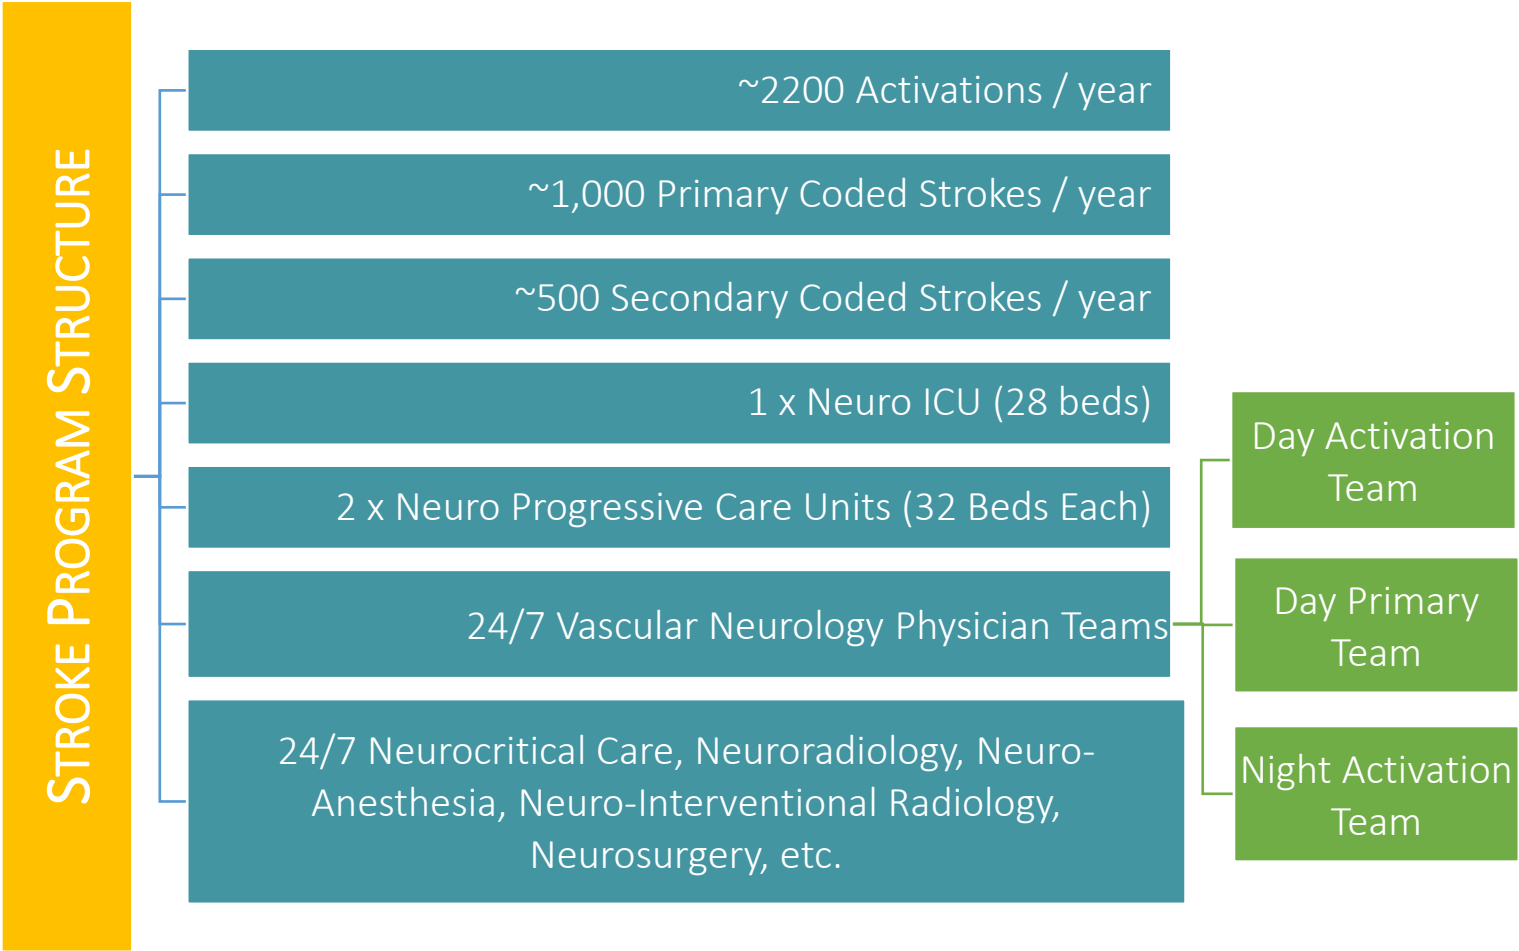 STROKE PROGRAM STRUCTURE
~2200 Activations / year
~1,000 Primary Coded Strokes / year
~500 Secondary Coded Strokes / year
1 x Neuro ICU (28 beds)
2 x Neuro Progressive Care Units (32 Beds Each)
24/7 Vascular Neurology Physician Teams
24/7 Neurocritical Care, Neuroradiology, Neuro-
Anesthesia, Neuro-Interventional Radiology,
Neurosurgery, etc.
Day Activation
Team
Day Primary
Team
Night Activation
Team